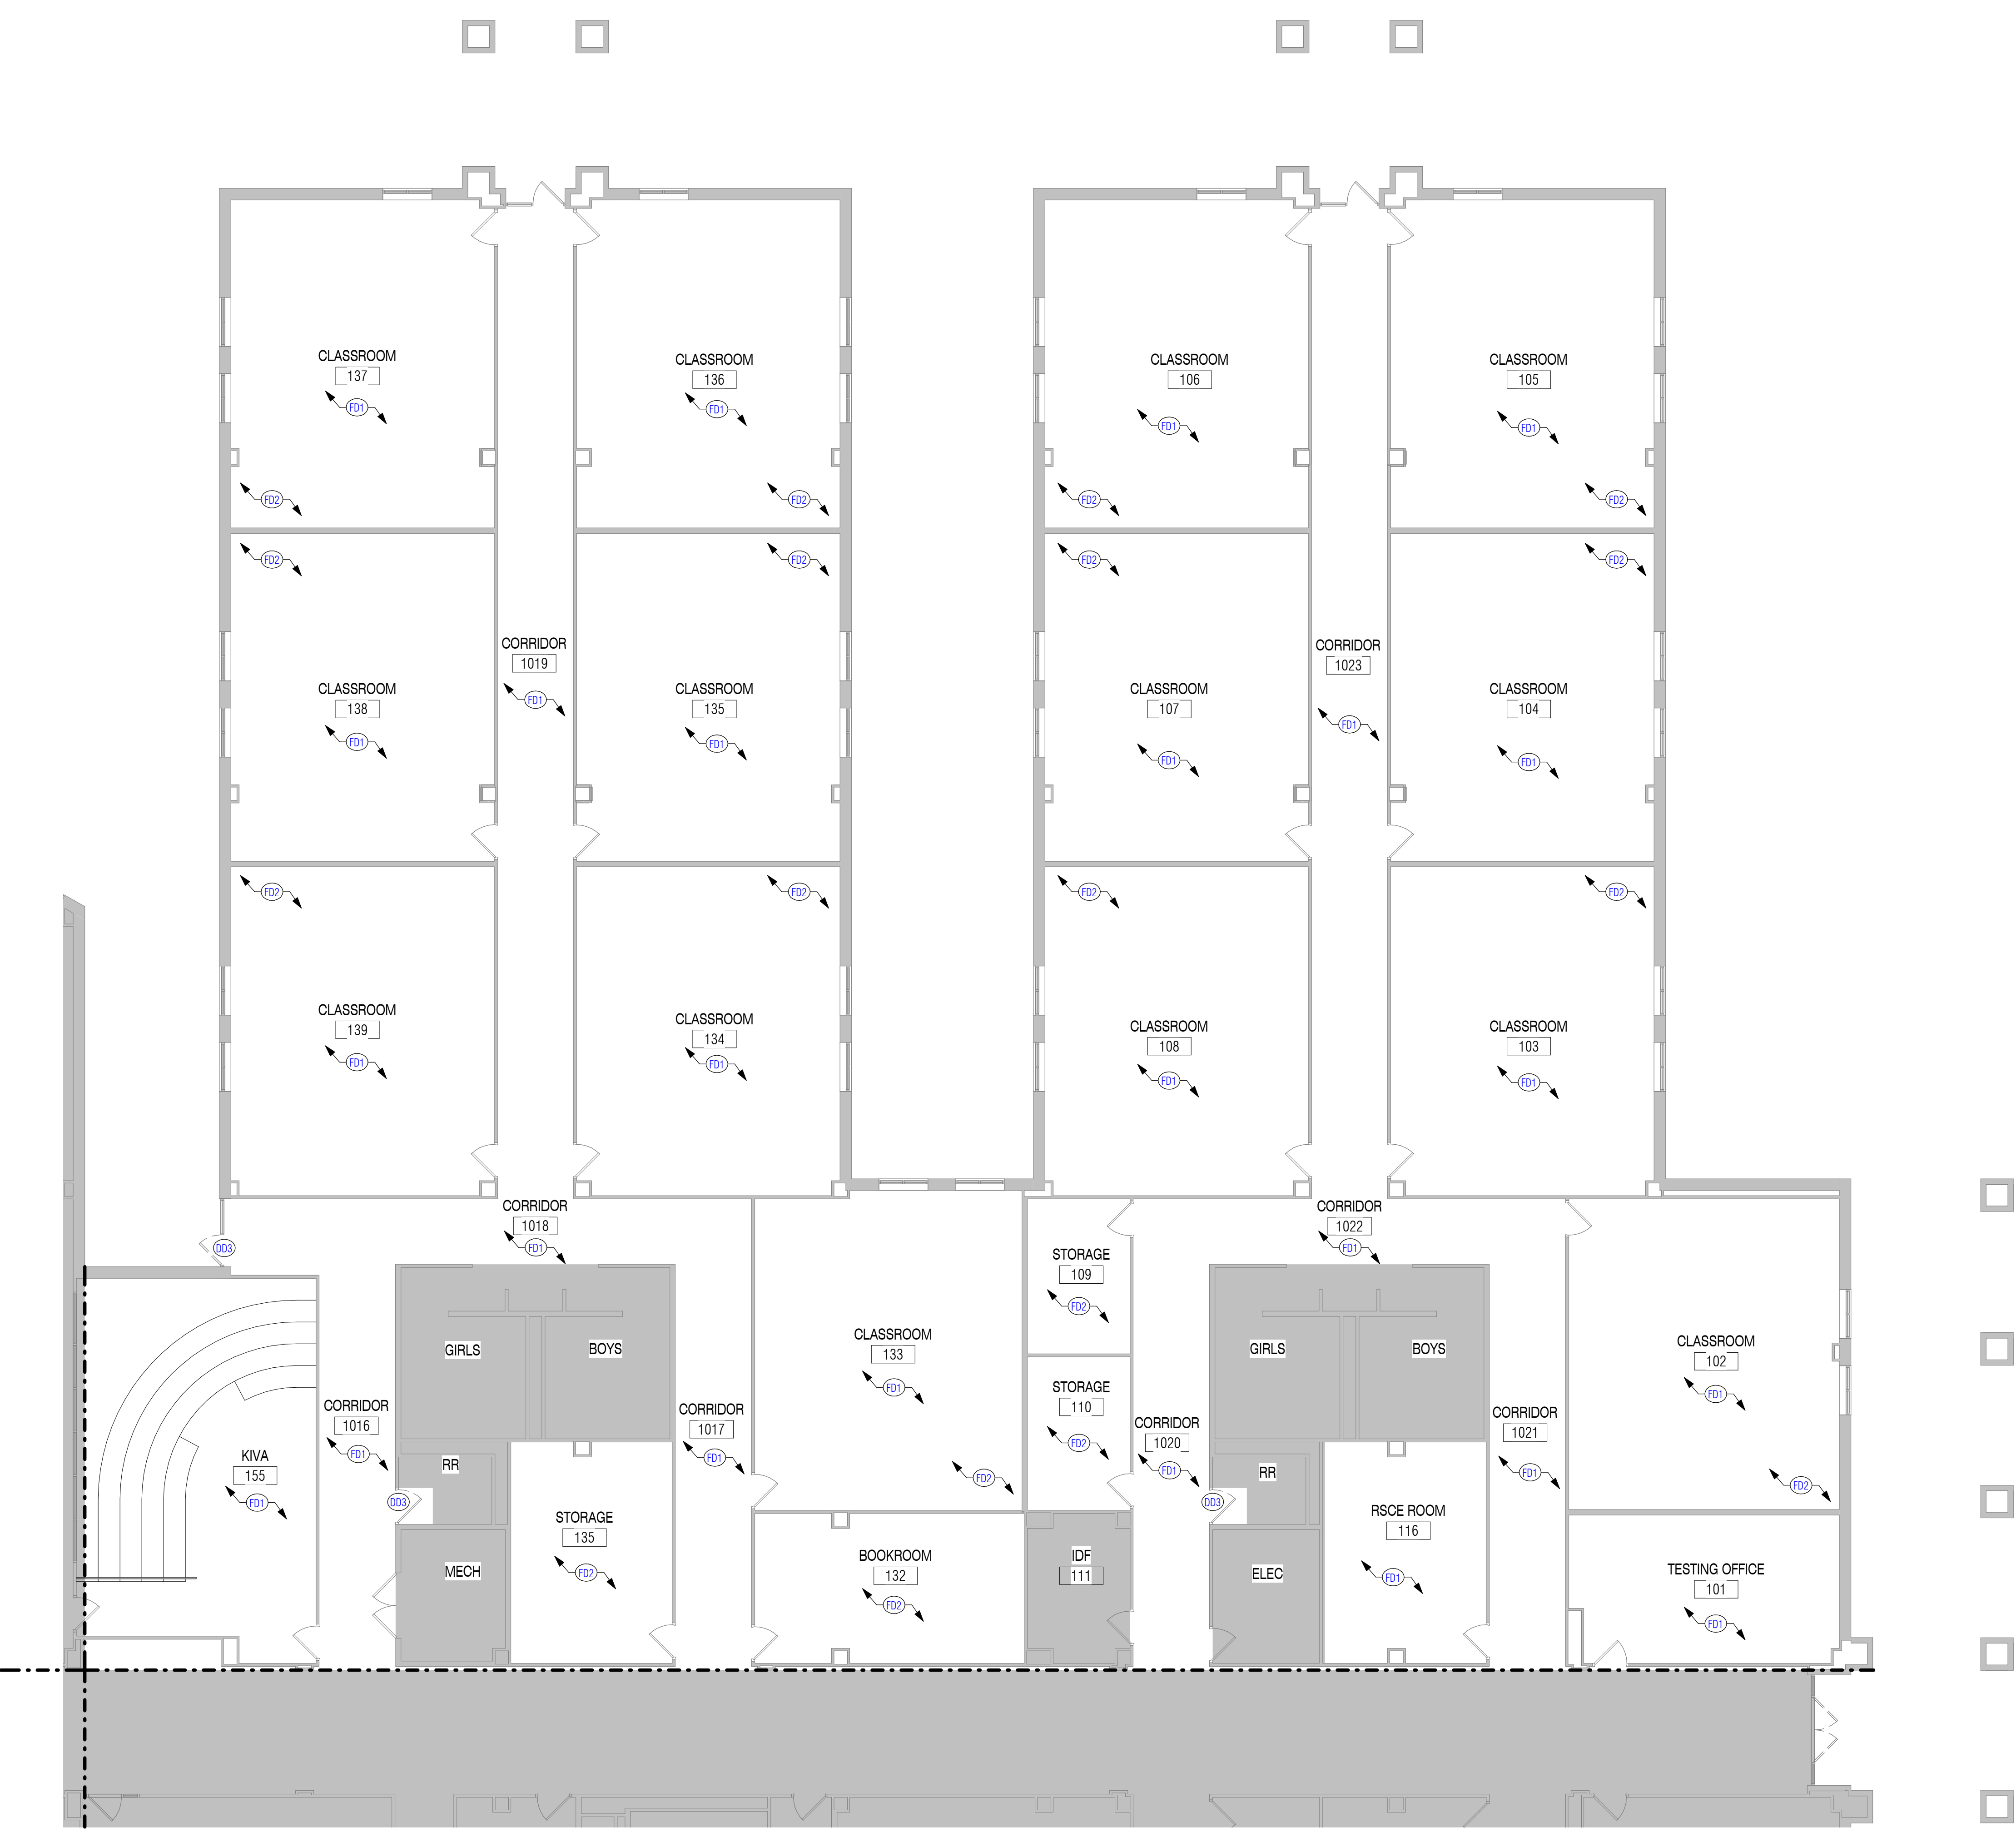 CLASSROOM
137
FD1
FD2
CLASSROOM
136
FD1
FD2
CLASSROOM
106
FD1
FD2
CLASSROOM
105
FD1
FD2
FD2
CLASSROOM
138
FD1
CORRIDOR
1019
FD1
FD2
CLASSROOM
135
FD1
FD2
CLASSROOM
107
FD1
CORRIDOR
1023
FD1
FD2
CLASSROOM
104
FD1
FD2
CLASSROOM
139
FD1
FD2
CLASSROOM
134
FD1
FD2
CLASSROOM
108
FD1
FD2
CLASSROOM
103
FD1
DD3
CORRIDOR
1018
FD1
CORRIDOR
1022
FD1
GIRLS
BOYS
CLASSROOM
133
FD1
FD2
STORAGE
109
FD2
STORAGE
110
FD2
GIRLS
BOYS
CLASSROOM
102
FD1
FD2
KIVA
155
FD1
CORRIDOR
1016
FD1
RR
DD3
MECH
STORAGE
135
FD2
CORRIDOR
1017
FD1
BOOKROOM
132
FD2
IDF
111
CORRIDOR
1020
FD1
RR
DD3
ELEC
RSCE ROOM
116
FD1
CORRIDOR
1021
FD1
TESTING OFFICE
101
FD1